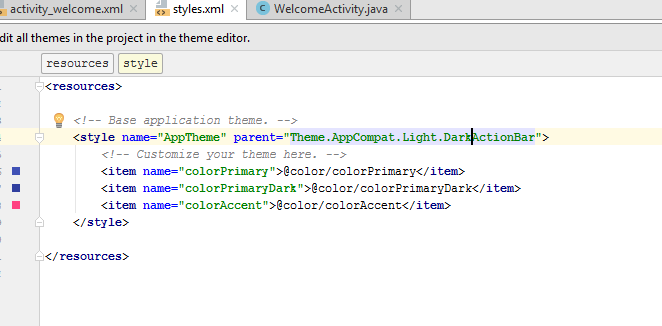 activity_welcome.xml styles.xml WelcomeActivity.java
dit all themes in the project in the theme editor.
resources style
<resources>
<!-- Base application theme. -->
<style name="AppTheme" parent="Theme.AppCompat.Light.DarkActionBar">
<!-- Customize your theme here. -->
<item name="colorPrimary">@color/colorPrimary</item>
<item name="colorPrimaryDark">@color/colorPrimaryDark</item>
<item name="colorAccent">@color/colorAccent</item>
</style>
</resources>